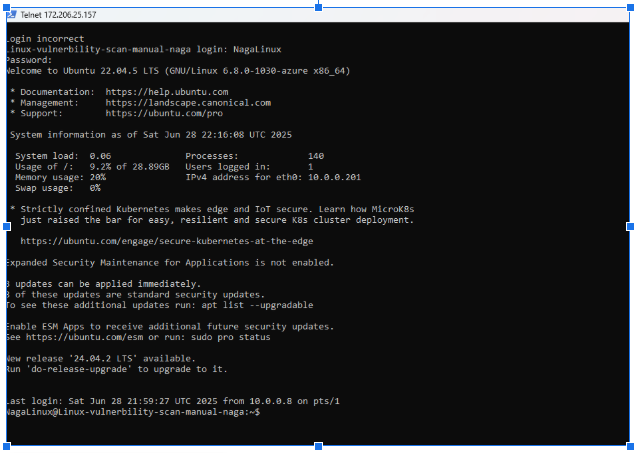 Telnet 172.206.25.157
Login incorrect
Linux-vulnerbility-scan-manual-naga login: NagaLinux
Password:
Welcome to Ubuntu 22.04.5 LTS (GNU/Linux 6.8.0-1030-azure x86_64)
* Documentation: https://help.ubuntu.com
* Management: https://landscape.canonical.com
* Support: https://ubuntu.com/pro
System information as of Sat Jun 28 22:16:08 UTC 2025
System load: 0.06 Processes: 140
Usage of /: 9.2% of 28.89GB Users logged in: 1
Memory usage: 20% IPv4 address for eth0: 10.0.0.201
Swap usage: 0%
* Strictly confined Kubernetes makes edge and IoT secure. Learn how MicroK8s
just raised the bar for easy, resilient and secure K8s cluster deployment.
https://ubuntu.com/engage/secure-kubernetes-at-the-edge
Expanded Security Maintenance for Applications is not enabled.
updates can be applied immediately.
of these updates are standard security updates.
To see these additional updates run: apt list --upgradable
Enable ESM Apps to receive additional future security updates.
See https://ubuntu.com/esm or run: sudo pro status
New release '24.04.2 LTS' available.
Run 'do-release-upgrade' to upgrade to it.
Last login: Sat Jun 28 21:59:27 UTC 2025 from 10.0.0.8 on pts/1
NagaLinux@Linux-vulnerbility-scan-manual-naga:~$